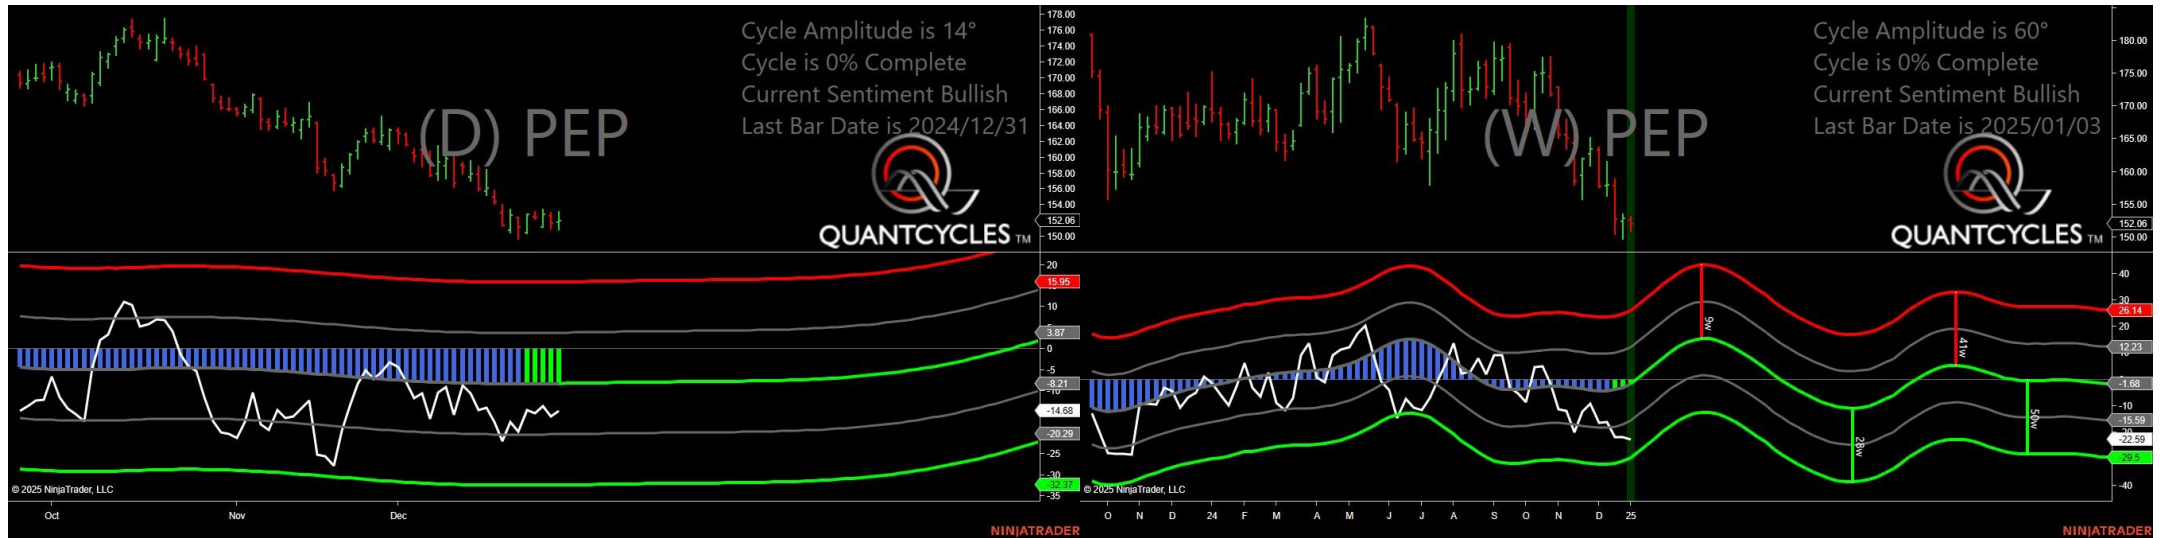 Cycle Amplitude is 14°
Cycle is 0% Complete
Current Sentiment Bullish
Last Bar Date is 2024/12/31
(D) PEP
QUANTCYCLES TM
178.00
176.00
174.00
172.00
170.00
168.00
166.00
164.00
162.00
160.00
158.00
156.00
154.00
152.06
150.00
20
15.95
10
3.87
0
-5
-8.21
-14.68
-20.29
-25
-30
-32.37
-35
© 2025 NinjaTrader, LLC
Oct
Nov
Dec
NINJATRADER
Cycle Amplitude is 60°
Cycle is 0% Complete
Current Sentiment Bullish
Last Bar Date is 2025/01/03
(W) PEP
QUANTCYCLES TM
180.00
175.00
170.00
165.00
160.00
155.00
152.06
150.00
40
30
26.14
20
12.23
-1.68
-10
-15.59
-22.59
-29.5
-40
9w
28w
41w
50w
© 2025 NinjaTrader, LLC
O N D 24 F M A M J J A S O N D 25
NINJATRADER